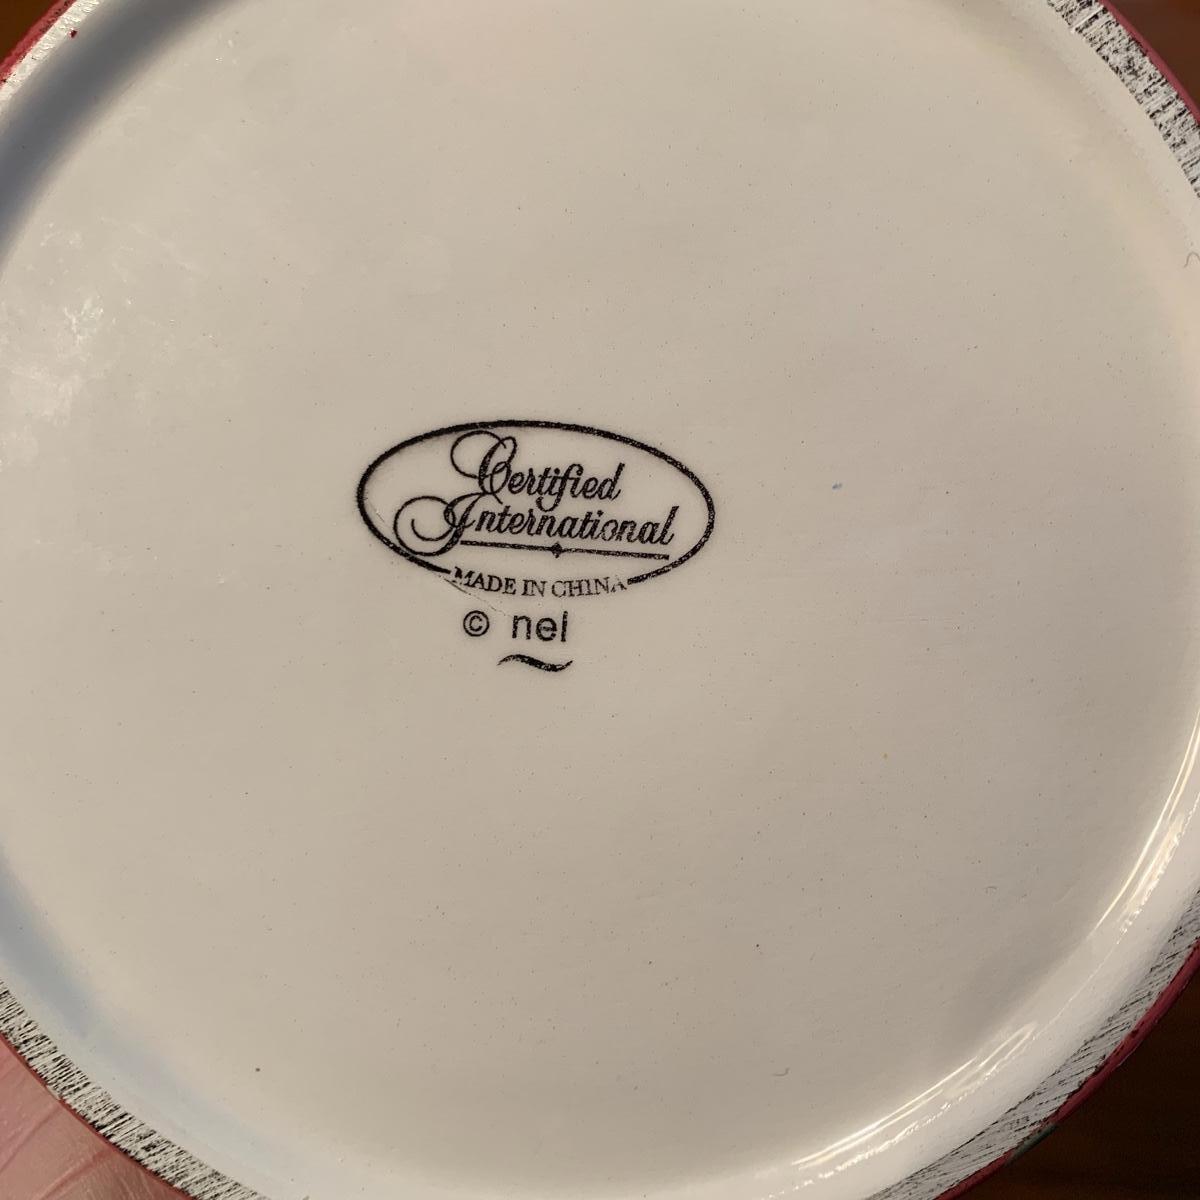 Certified
International
MADE IN CHINA
© nel